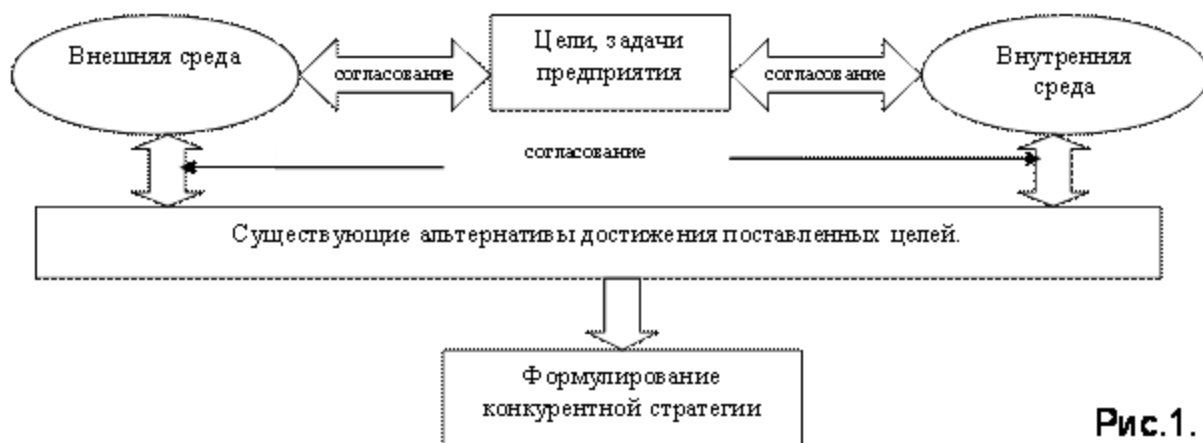 Внешняя среда
согласование
Цели, задачи
предприятия
согласование
Внутренняя
среда
согласование
Существующие альтернативы достижения поставленных целей.
Формулирование
конкурентной стратегии
Рис.1.